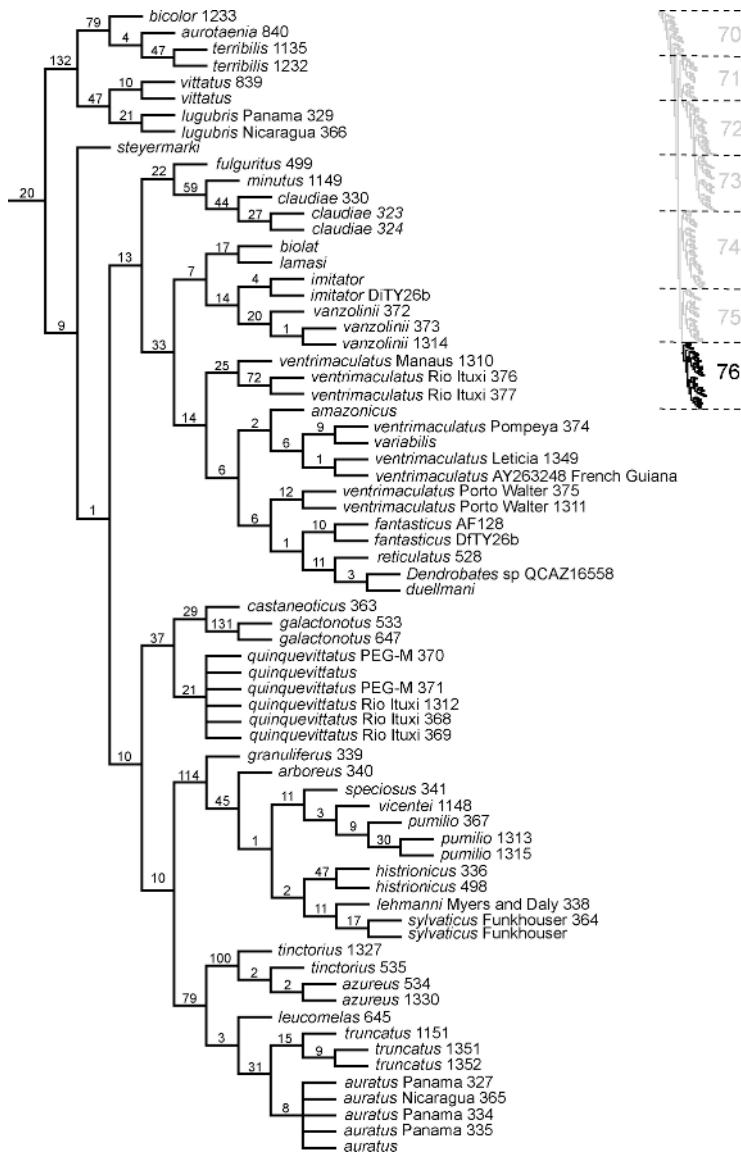 bicolor 1233
79
aurotaenia 840
4
terribilis 1135
47
terribilis 1232
132
vittatus 839
10
vittatus
47
lugubris Panama 329
21
lugubris Nicaragua 366
steyermarki
20
fulguritus 499
22
minutus 1149
59
claudiae 330
44
claudiae 323
27
claudiae 324
13
biolat
17
lamasi
7
imitator
4
imitator DiTY26b
14
vanzolinii 372
20
vanzolinii 373
1
vanzolinii 1314
9
33
ventrimaculatus Manaus 1310
25
ventrimaculatus Rio Ituxi 376
72
ventrimaculatus Rio Ituxi 377
14
amazonicus
2
ventrimaculatus Pompeya 374
9
variabilis
6
ventrimaculatus Leticia 1349
1
ventrimaculatus AY263248 French Guiana
6
ventrimaculatus Porto Walter 375
12
ventrimaculatus Porto Walter 1311
6
fantasticus AF128
10
fantasticus DfTY26b
1
reticulatus 528
11
Dendrobates sp QCAZ16558
3
duellmani
1
castaneoticus 363
29
galactonotus 533
131
galactonotus 647
37
quinquevittatus PEG-M 370
quinquevittatus
quinquevittatus PEG-M 371
21
quinquevittatus Rio Ituxi 1312
quinquevittatus Rio Ituxi 368
quinquevittatus Rio Ituxi 369
10
granuliferus 339
114
arboreus 340
45
speciosus 341
11
vicentei 1148
3
pumilio 367
9
pumilio 1313
30
pumilio 1315
1
histrionicus 336
47
histrionicus 498
2
lehmanni Myers and Daly 338
11
sylvaticus Funkhouser 364
17
sylvaticus Funkhouser
10
tinctorius 1327
100
tinctorius 535
2
azureus 534
2
azureus 1330
79
leucomelas 645
3
truncatus 1151
15
truncatus 1351
9
truncatus 1352
31
auratus Panama 327
auratus Nicaragua 365
8
auratus Panama 334
auratus Panama 335
auratus
70
71
72
73
74
75
76